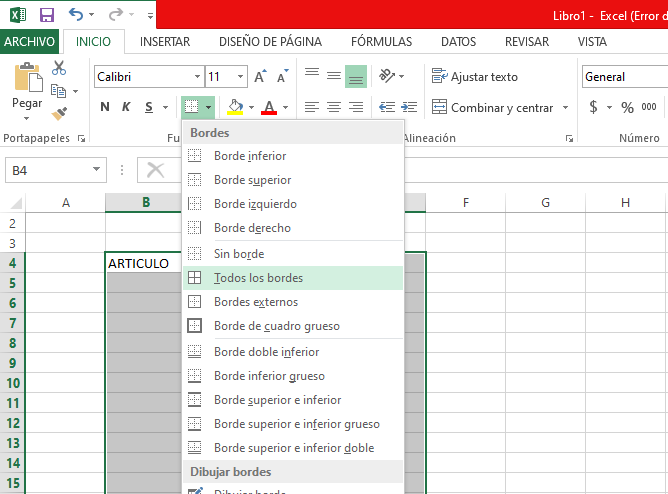 Libro1 - Excel (Error d
ARCHIVO INICIO INSERTAR DISEÑO DE PÁGINA FÓRMULAS DATOS REVISAR VISTA
Pegar
Calibri 11
Ajustar texto
General
N K S A
Combinar y centrar
$ % 000
Portapapeles Fu Alineación Número
B4
Bordes
Borde inferior
Borde superior
Borde izquierdo
Borde derecho
Sin borde
Todos los bordes
Bordes externos
Borde de cuadro grueso
Borde doble inferior
Borde inferior grueso
Borde superior e inferior
Borde superior e inferior grueso
Borde superior e inferior doble
Dibujar bordes
A B F G H
2
3
4 ARTICULO
5
6
7
8
9
10
11
12
13
14
15